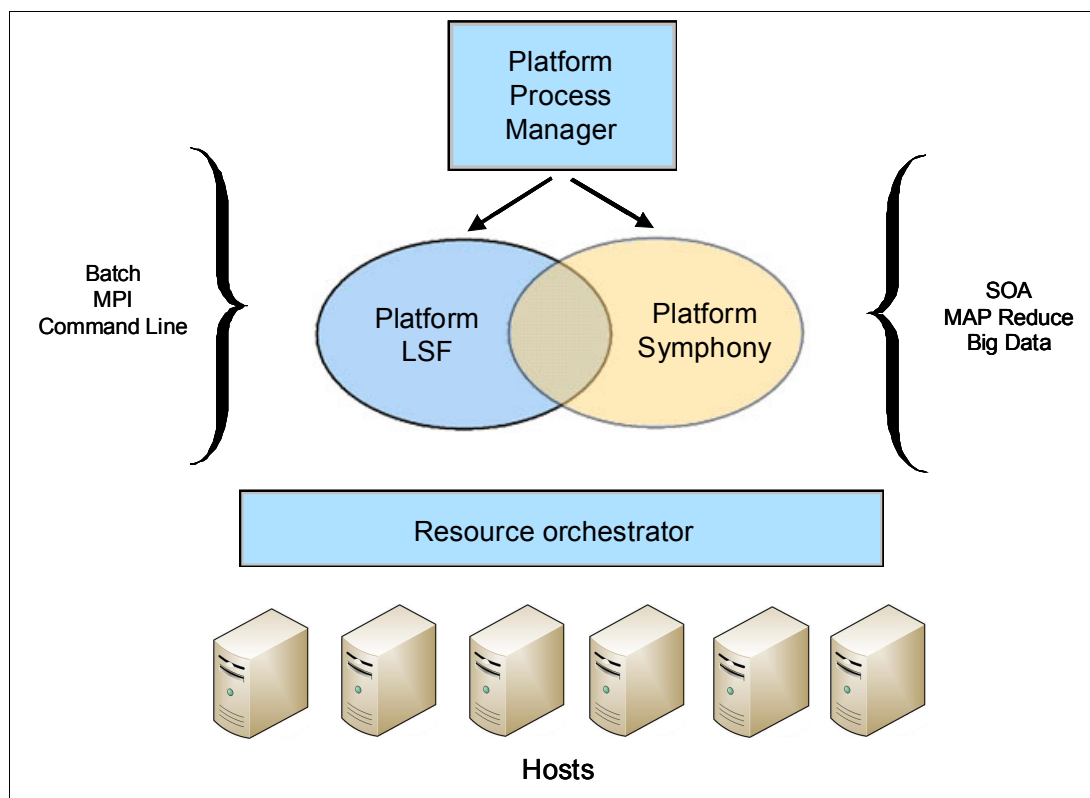 Platform
Process
Manager
Batch
MPI
Command Line
Platform
LSF
Platform
Symphony
SOA
MAP Reduce
Big Data
Resource orchestrator
Hosts